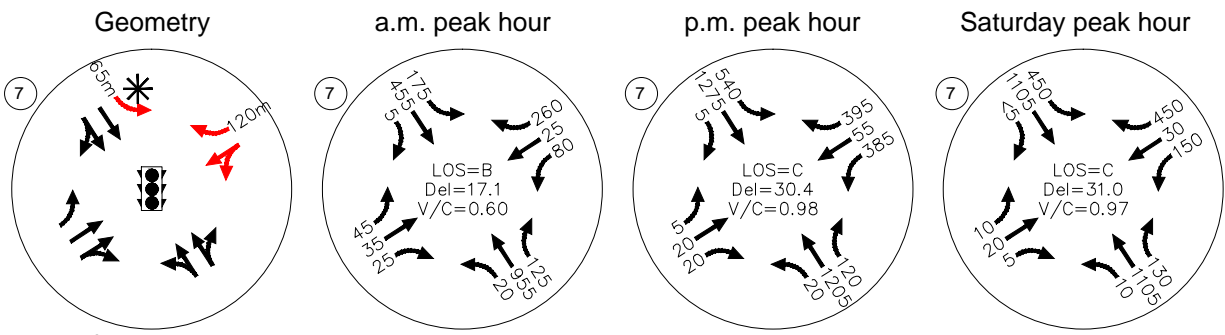 Geometry
7
65m
120m
a.m. peak hour
7
175
455
5
260
25
80
LOS=B
Del=17.1
V/C=0.60
45
35
25
125
955
20
p.m. peak hour
7
540
1275
5
395
55
385
LOS=C
Del=30.4
V/C=0.98
5
20
20
120
1205
20
Saturday peak hour
7
450
1105
<5
450
30
150
LOS=C
Del=31.0
V/C=0.97
10
20
5
130
1105
10